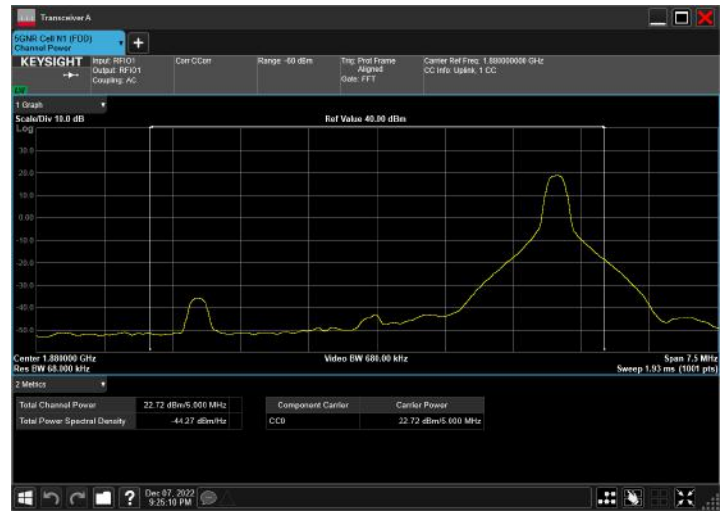 Transceiver A
5GNR Cell N1 (FDD)
Channel Power
KEYSIGHT
Input: RFIO1
Output: RFIO1
Coupling: AC
Corr CCorr
Range -60 dBm
Trig: Prot Frame
Aligned
Gate: FFT
Carrier Ref Freq: 1.880000000 GHz
CC Info: Uplink, 1 CC
1 Graph
Scale/Div 10.0 dB
Ref Value 40.00 dBm
Log
30.0
20.0
10.0
0.00
-10.0
-20.0
-30.0
-40.0
-50.0
Center 1.880000 GHz
Video BW 680.00 kHz
Span 7.5 MHz
Res BW 68.000 kHz
Sweep 1.93 ms (1001 pts)
2 Metrics
Total Channel Power
22.72 dBm/5.000 MHz
Total Power Spectral Density
-44.27 dBm/Hz
Component Carrier
Carrier Power
CC0
22.72 dBm/5.000 MHz
Dec 07, 2022
9:25:10 PM